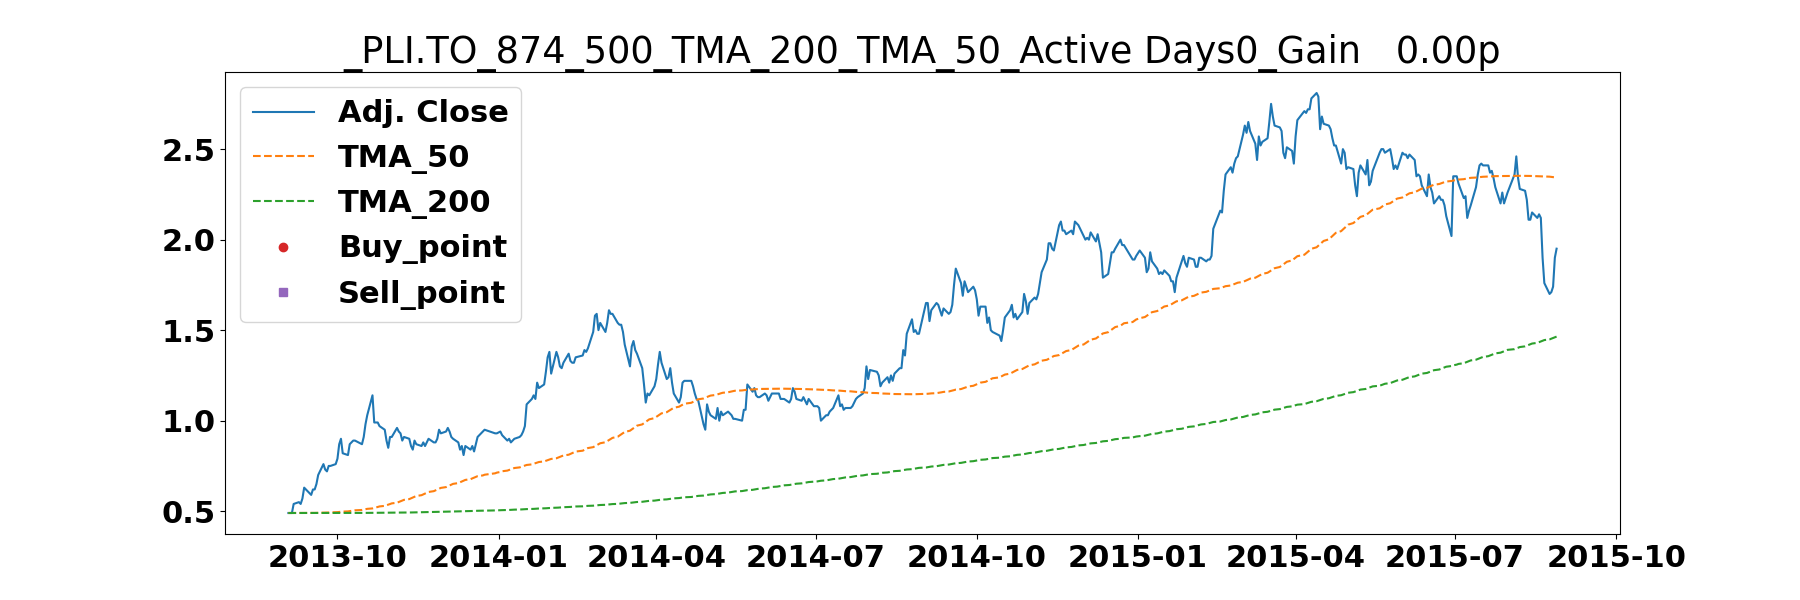 _PLI.TO_874_500_TMA_200_TMA_50_Active Days0_Gain   0.00p
Adj. Close
TMA_50
TMA_200
Buy_point
Sell_point
2.5
2.0
1.5
1.0
0.5
2013-10 2014-01 2014-04 2014-07 2014-10 2015-01 2015-04 2015-07 2015-10